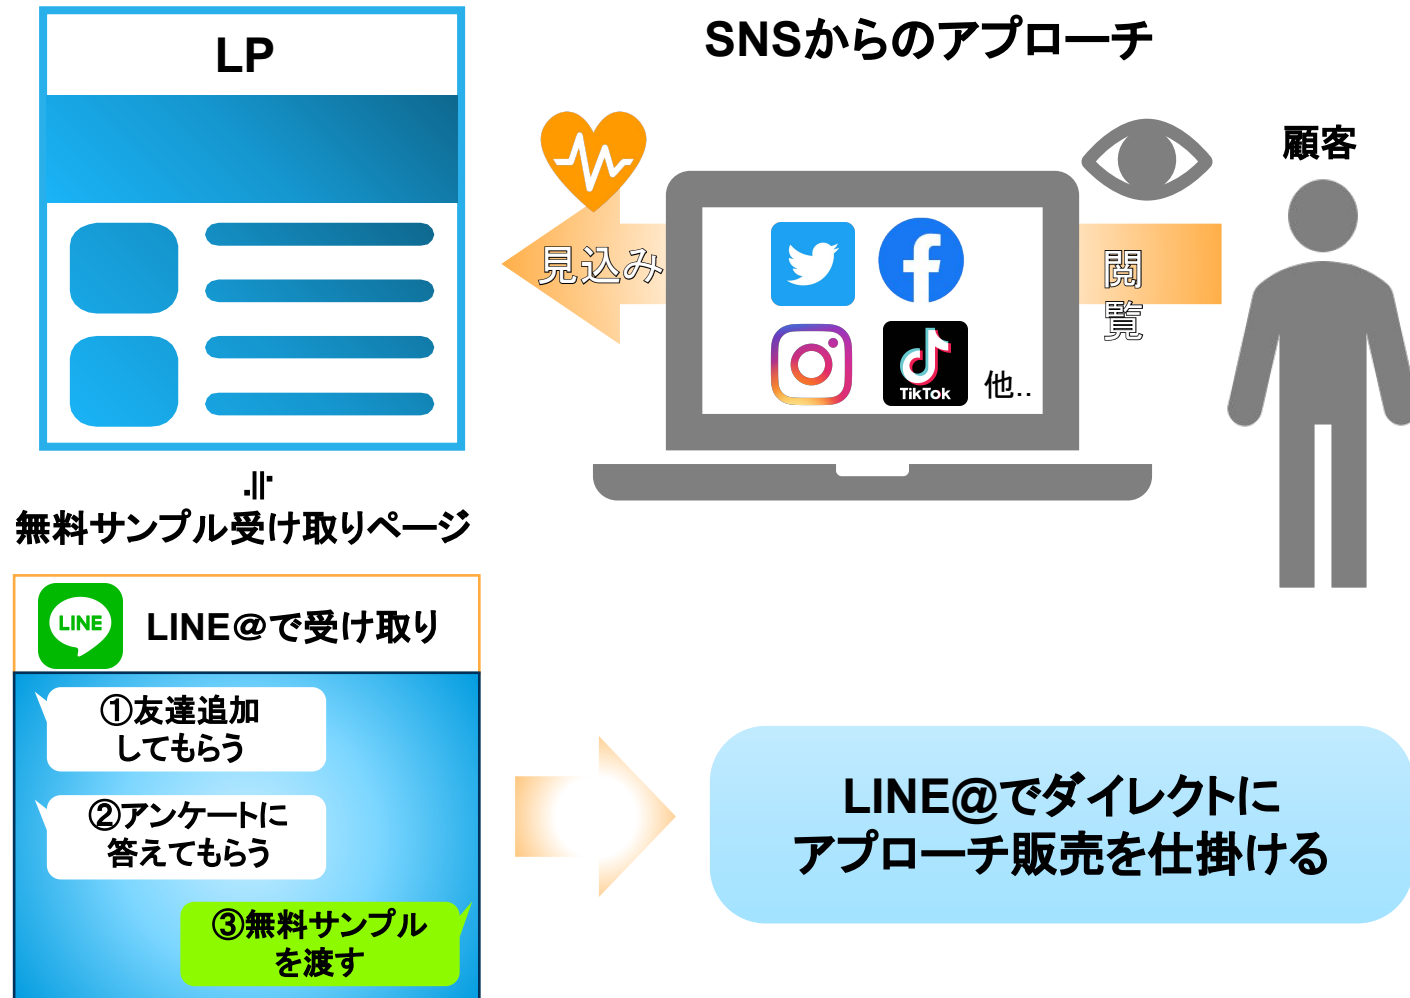 LP
SNSからのアプローチ
顧客
見込み
閲
覧
TikTok
他..
無料サンプル受け取りページ
LINE
LINE@で受け取り
①友達追加
してもらう
②アンケートに
答えてもらう
③無料サンプル
を渡す
LINE@でダイレクトに
アプローチ販売を仕掛ける